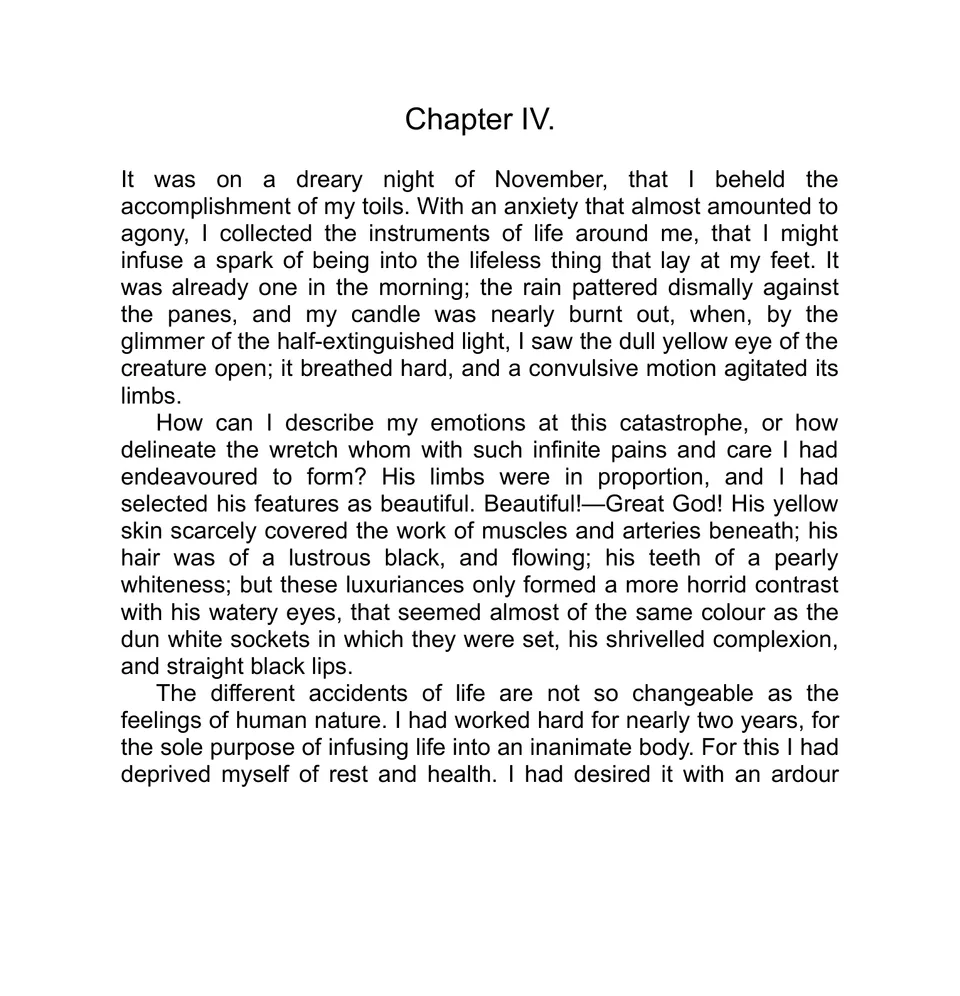 Chapter IV.
It was on a dreary night of November, that I beheld the
accomplishment of my toils. With an anxiety that almost amounted to
agony, I collected the instruments of life around me, that I might
infuse a spark of being into the lifeless thing that lay at my feet. It
was already one in the morning; the rain pattered dismally against
the panes, and my candle was nearly burnt out, when, by the
glimmer of the half-extinguished light, I saw the dull yellow eye of the
creature open; it breathed hard, and a convulsive motion agitated its
limbs.
How can I describe my emotions at this catastrophe, or how
delineate the wretch whom with such infinite pains and care I had
endeavoured to form? His limbs were in proportion, and I had
selected his features as beautiful. Beautiful!—Great God! His yellow
skin scarcely covered the work of muscles and arteries beneath; his
hair was of a lustrous black, and flowing; his teeth of a pearly
whiteness; but these luxuriances only formed a more horrid contrast
with his watery eyes, that seemed almost of the same colour as the
dun white sockets in which they were set, his shrivelled complexion,
and straight black lips.
The different accidents of life are not so changeable as the
feelings of human nature. I had worked hard for nearly two years, for
the sole purpose of infusing life into an inanimate body. For this I had
deprived myself of rest and health. I had desired it with an ardour